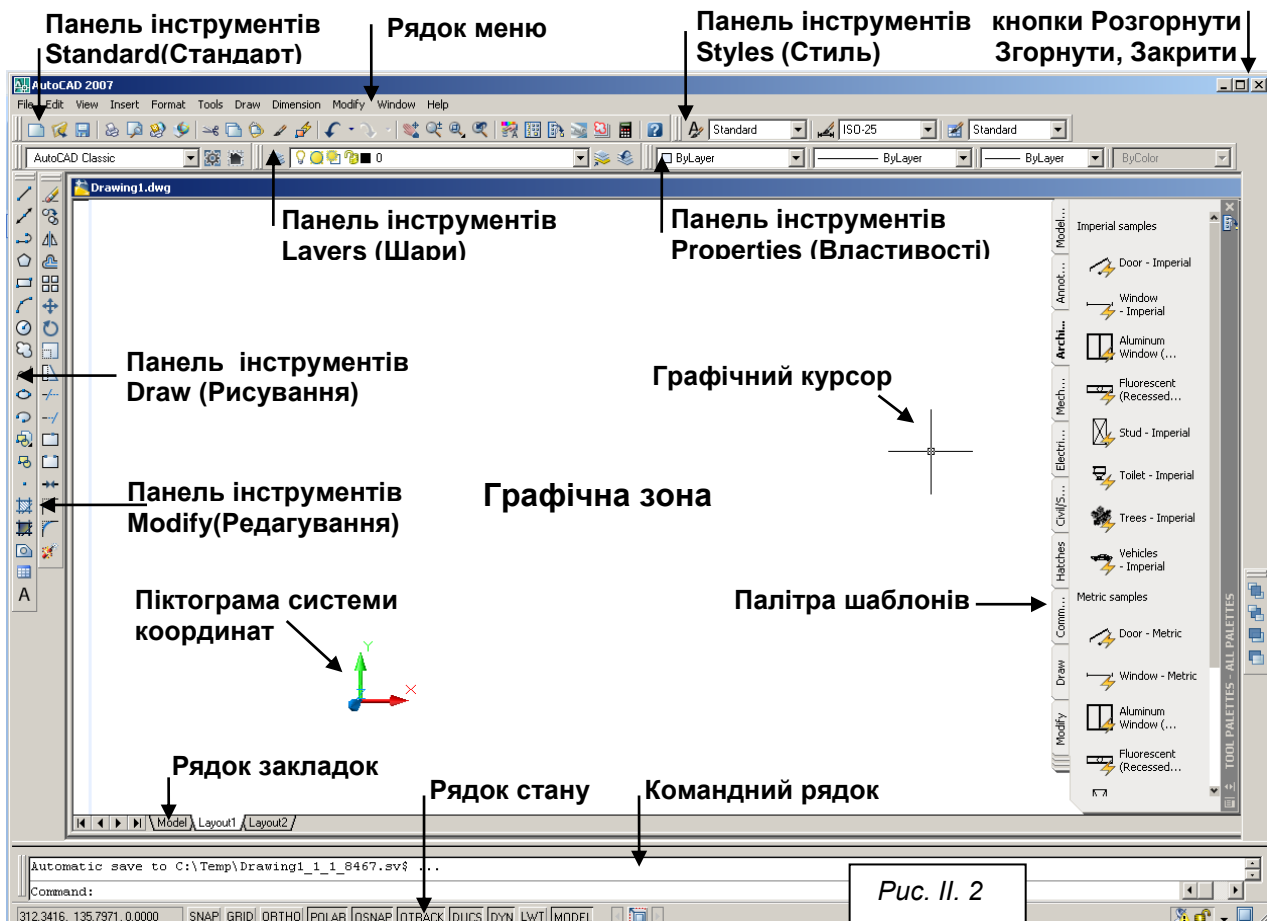 Панель інструментів
Standard(Стандарт)
Рядок меню
Панель інструментів
Styles (Стиль)
кнопки Розгорнути
Згорнути, Закрити
AutoCAD 2007
File Edit View Insert Format Tools Draw Dimension Modify Window Help
Standard ISO-25 Standard
AutoCAD Classic 0 ByLayer ByLayer ByLayer ByColor
Drawing1.dwg
Панель інструментів
Layers (Шари)
Панель інструментів
Properties (Властивості)
Панель інструментів
Draw (Рисування)
Графічний курсор
Панель інструментів
Modify(Редагування)
Графічна зона
Піктограма системи
координат
Палітра шаблонів
Y
X
Model...
Annot...
Archi...
Mech...
Electri...
Civil/S...
Hatches
Comm...
Draw
Modify
Imperial samples
Door - Imperial
Window
- Imperial
Aluminum
Window (...
Fluorescent
(Recessed...
Stud - Imperial
Toilet - Imperial
Trees - Imperial
Vehicles
- Imperial
Metric samples
Door - Metric
Window - Metric
Aluminum
Window (...
Fluorescent
(Recessed...
TOOL PALETTES - ALL PALETTES
A
Рядок закладок
Рядок стану
Командний рядок
Model Layout1 Layout2
Automatic save to C:\Temp\Drawing1_1_1_8467.sv$ ...
Command:
Рис. II. 2
312.3416, 135.7971, 0.0000 SNAP GRID ORTHO POLAR OSNAP OTRACK DUCS DYN LWT MODEL